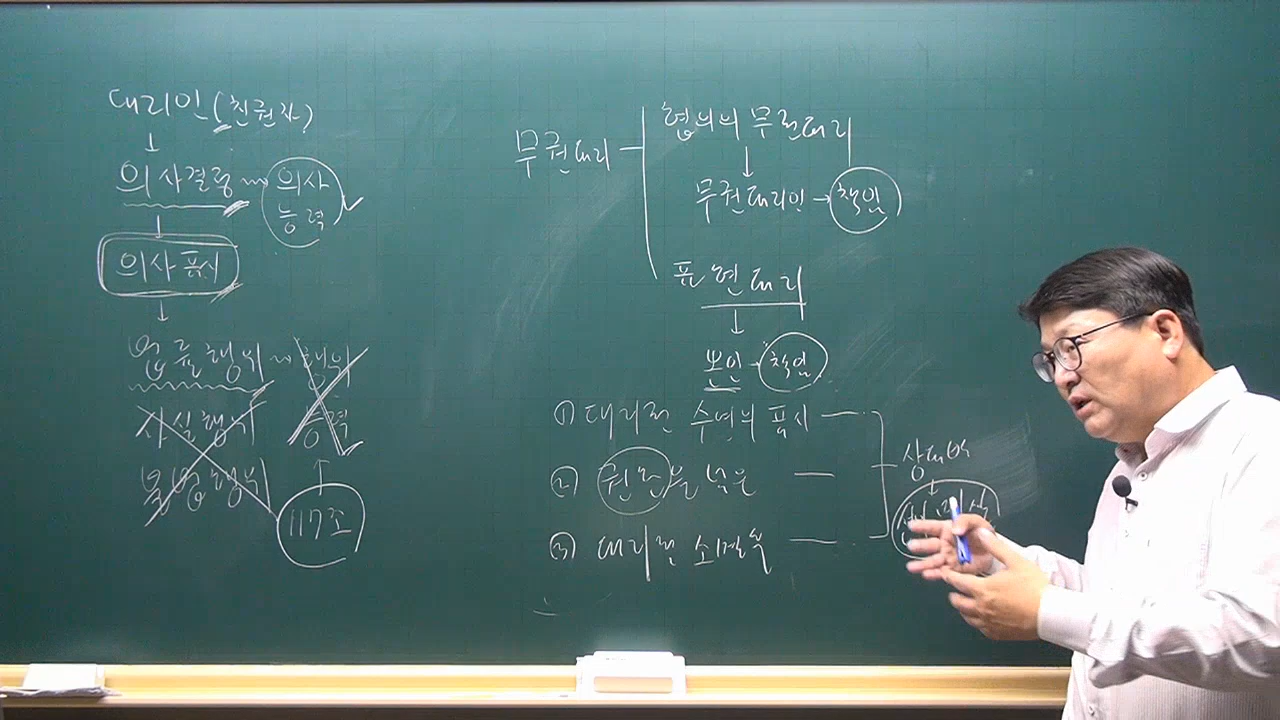 대리인(친권자)
↓
의사결정 의사
능력
↓
의사표시
↓
법률행위 행위
능력
사실행위
불법행위
117조
무권대리
협의의 무권대리
↓
무권대리인 → 책임
표현대리
↓
본인 책임
① 대리권 수여의 표시
② 권한을 넘은
③ 대리권 소멸후
상대방